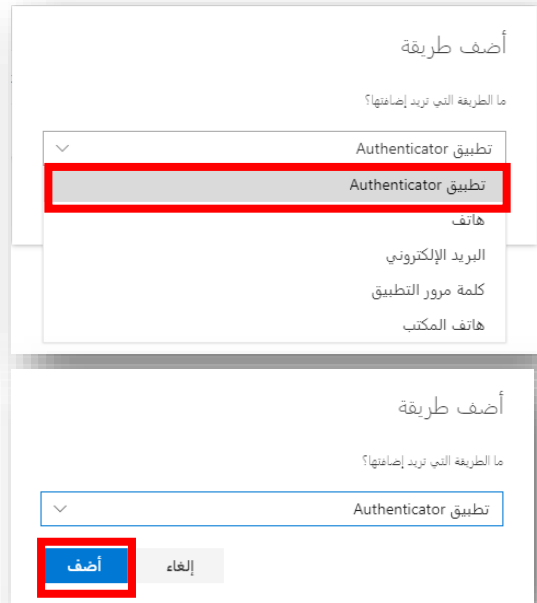 أضف طريقة
ما الطريقة التي تريد إضافتها؟
تطبيق Authenticator
تطبيق Authenticator
هاتف
البريد الإلكتروني
كلمة مرور التطبيق
هاتف المكتب
أضف طريقة
ما الطريقة التي تريد إضافتها؟
تطبيق Authenticator
إلغاء أضف